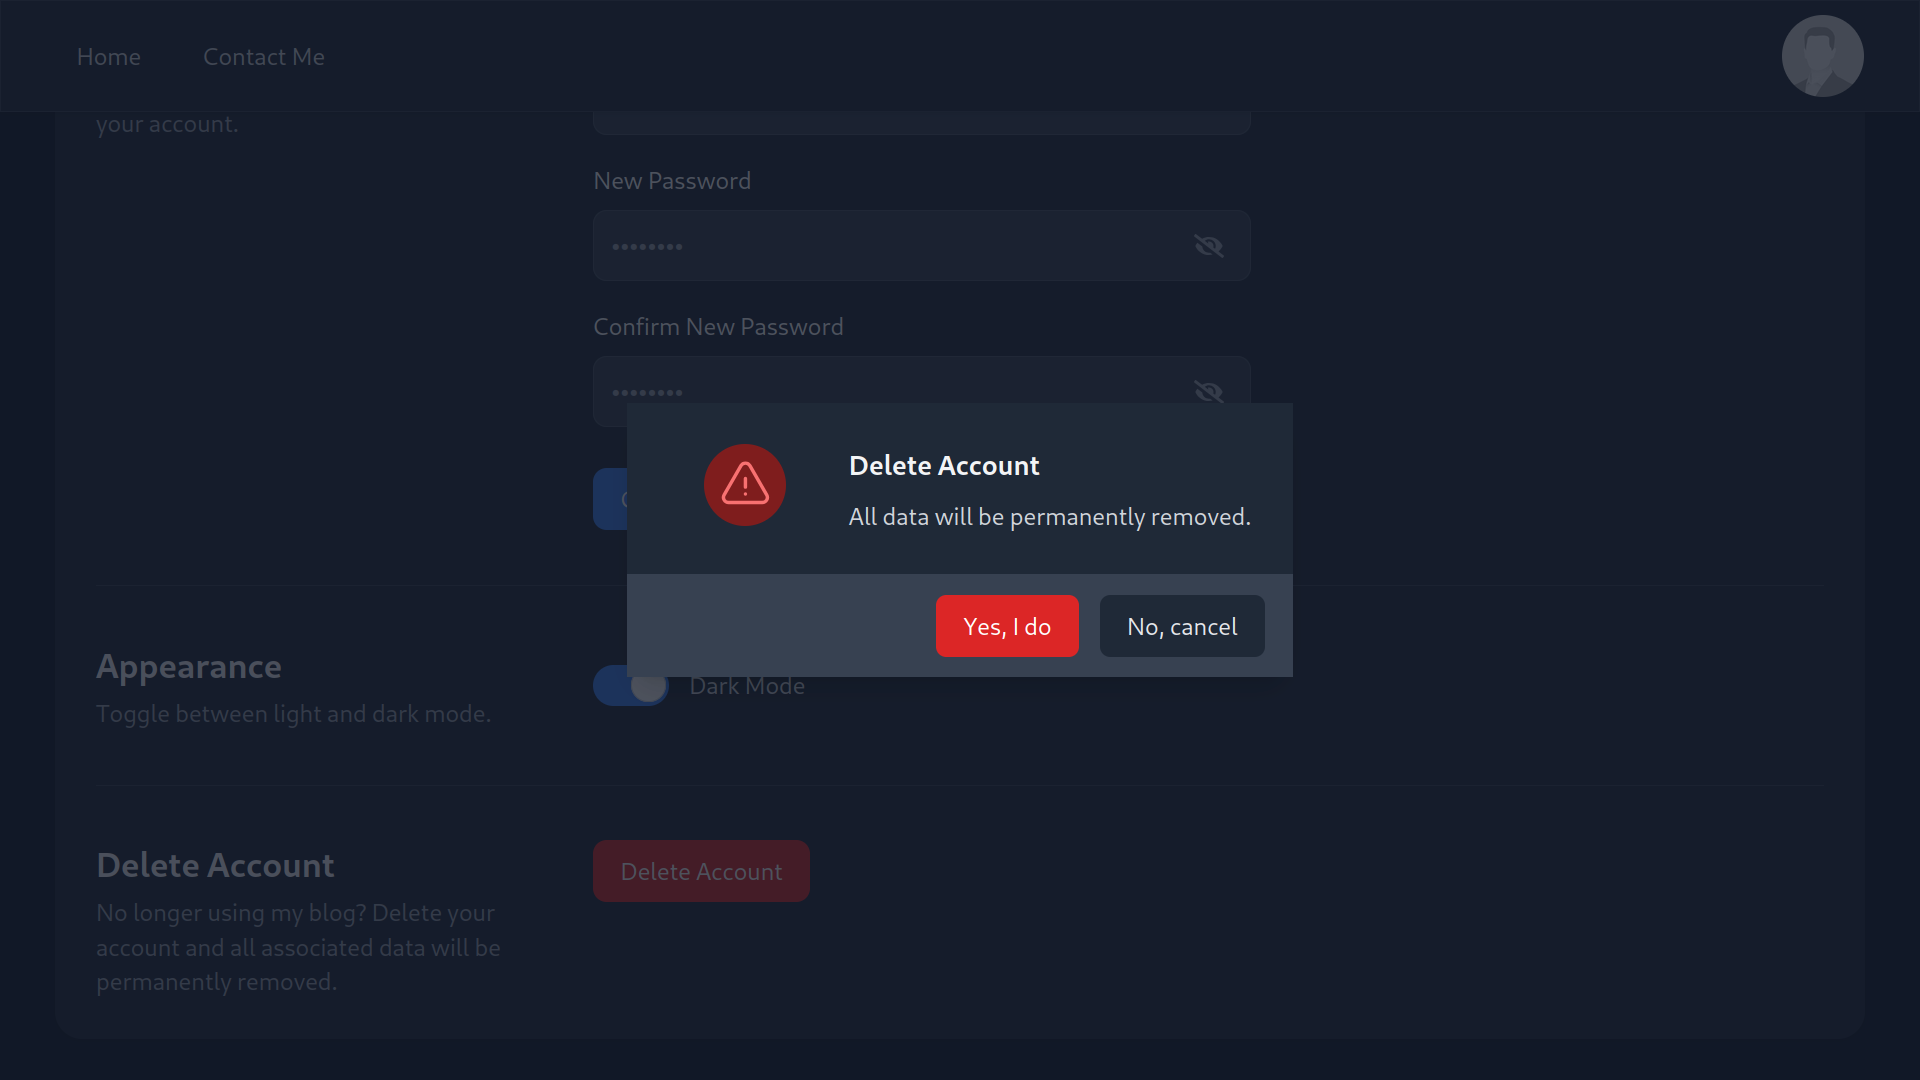 Home
Contact Me
your account.
New Password
••••••••
Confirm New Password
••••••••
Delete Account
All data will be permanently removed.
Yes, I do
No, cancel
Appearance
Toggle between light and dark mode.
Dark Mode
Delete Account
No longer using my blog? Delete your
account and all associated data will be
permanently removed.
Delete Account